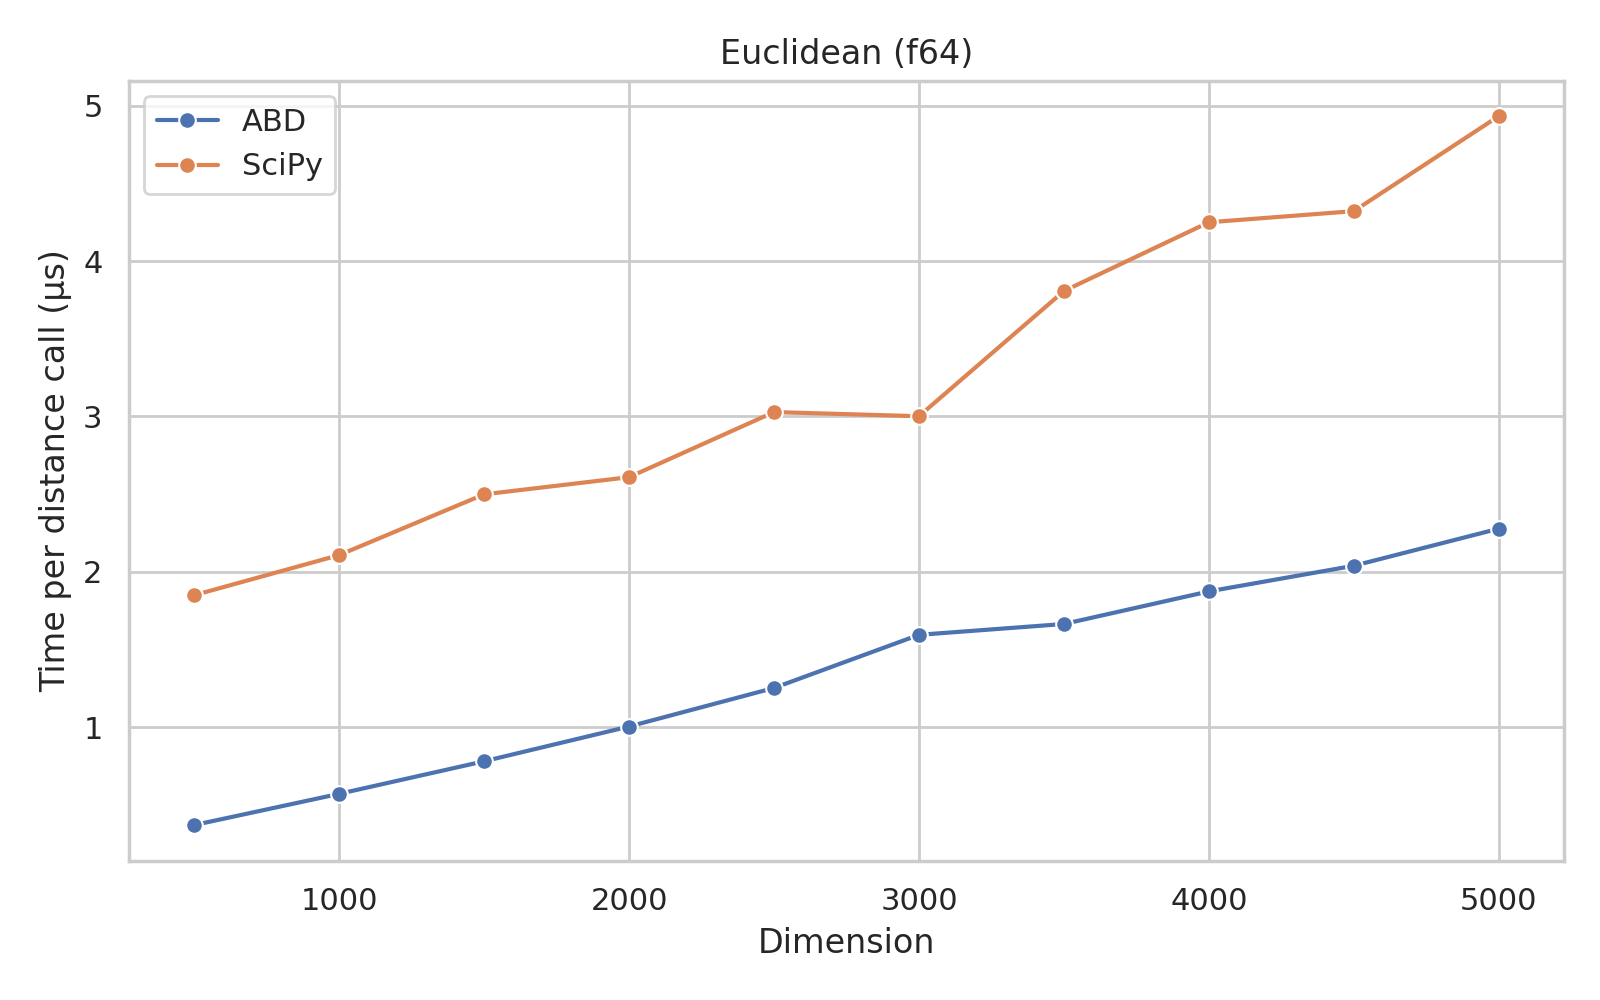 Euclidean (f64)
ABD
SciPy
Time per distance call (µs)
5
4
3
2
1
1000 2000 3000 4000 5000
Dimension